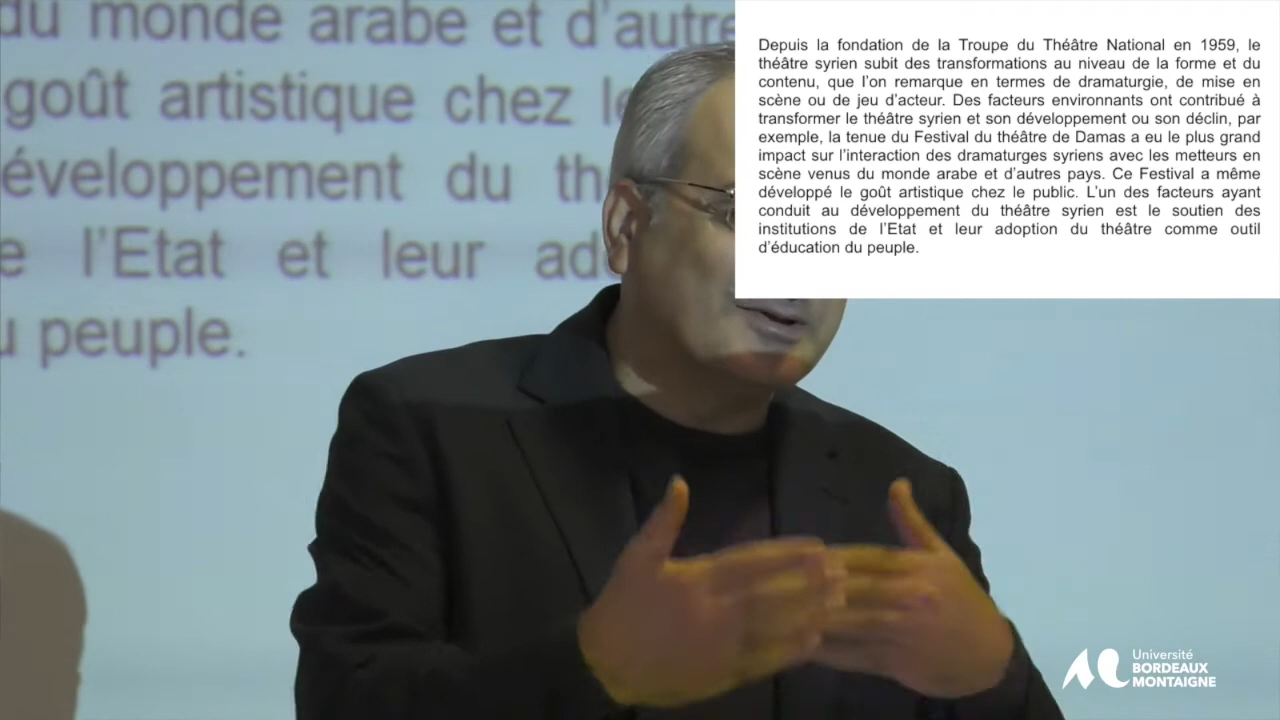 du monde arabe et d'autre
goût artistique chez
éveloppement du
l'Etat et leur
peuple.
Depuis la fondation de la Troupe du Théâtre National en 1959, le
théâtre syrien subit des transformations au niveau de la forme et du
contenu, que l'on remarque en termes de dramaturgie, de mise en
scène ou de jeu d'acteur. Des facteurs environnants ont contribué à
transformer le théâtre syrien et son développement ou son déclin, par
exemple, la tenue du Festival du théâtre de Damas a eu le plus grand
impact sur l'interaction des dramaturges syriens avec les metteurs en
scène venus du monde arabe et d'autres pays. Ce Festival a même
développé le goût artistique chez le public. L'un des facteurs ayant
conduit au développement du théâtre syrien est le soutien des
institutions de l'Etat et leur adoption du théâtre comme outil
d'éducation du peuple.
Université
BORDEAUX
MONTAIGNE